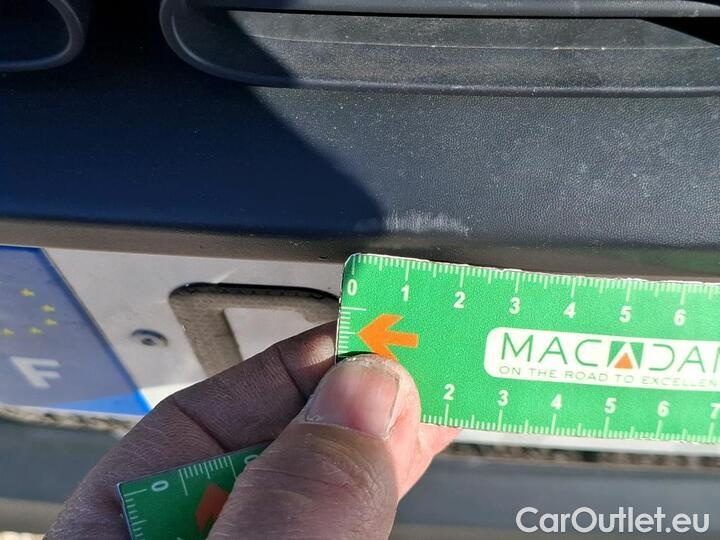 0 1 2 3 4 5 6
MACADAM
ON THE ROAD TO EXCELLEN
2 3 4 5 6 7
F
0
CarOutlet.eu